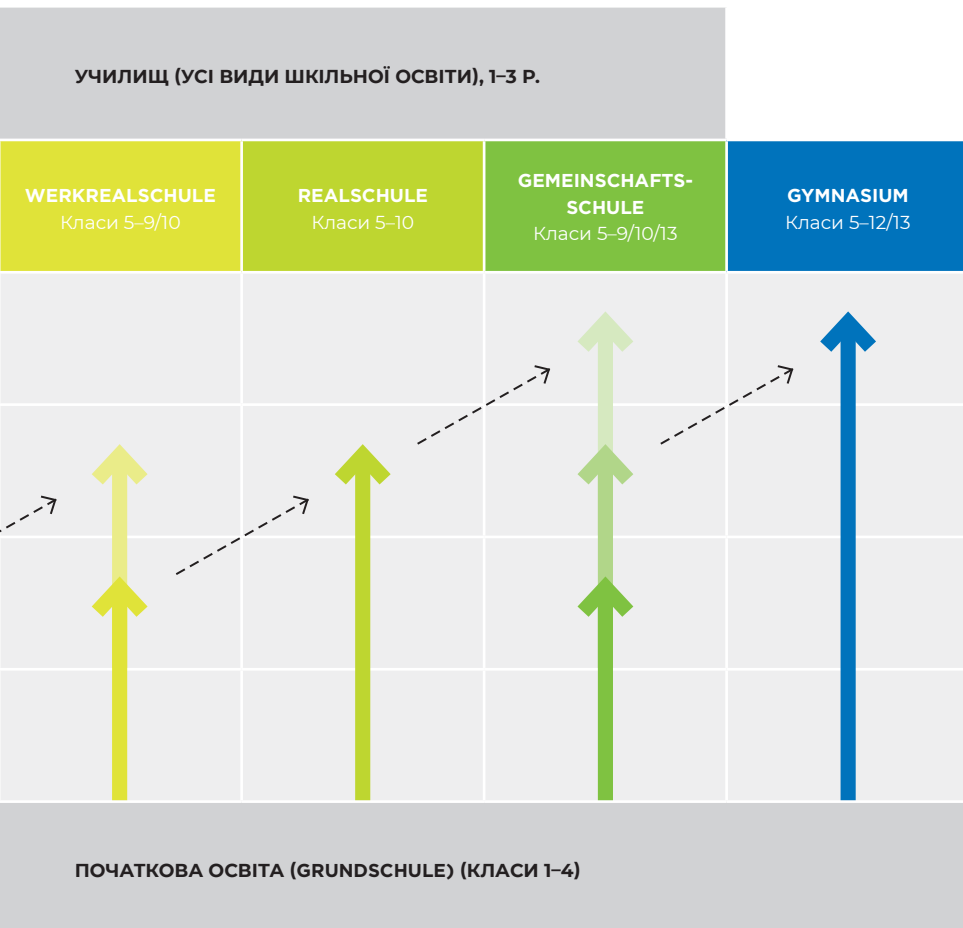 УЧИЛИЩ (УСІ ВИДИ ШКІЛЬНОЇ ОСВІТИ), 1–3 Р.
WERKREALSCHULE
Класи 5–9/10
REALSCHULE
Класи 5–10
GEMEINSCHAFTS-
SCHULE
Класи 5–9/10/13
GYMNASIUM
Класи 5–12/13
ПОЧАТКОВА ОСВІТА (GRUNDSCHULE) (КЛАСИ 1–4)